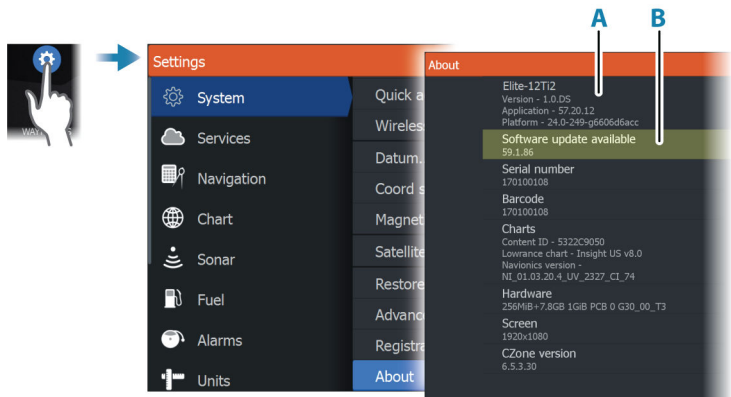 A B
Settings
System
Services
Navigation
Chart
Sonar
Fuel
Alarms
Units
Quick a
Wireles
Datum.
Coord s
Magnet
Satellite
Restore
Advanc
Registra
About
About
Elite-12Ti2
Version - 1.0.DS
Application - 57.20.12
Platform - 24.0-249-g6606d6acc
Software update available
59.1.86
Serial number
170100108
Barcode
170100108
Charts
Content ID - 5322C9050
Lowrance chart - Insight US v8.0
Navionics version -
NI_01.03.20.4_UV_2327_CI_74
Hardware
256MiB+7.8GB 1GiB PCB 0 G30_00_T3
Screen
1920x1080
CZone version
6.5.3.30